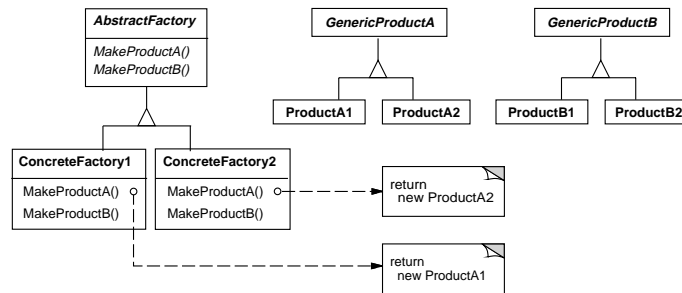 AbstractFactory
MakeProductA()
MakeProductB()
GenericProductA
GenericProductB
ProductA1
ProductA2
ProductB1
ProductB2
ConcreteFactory1
MakeProductA()
MakeProductB()
ConcreteFactory2
MakeProductA()
MakeProductB()
return
new ProductA2
return
new ProductA1